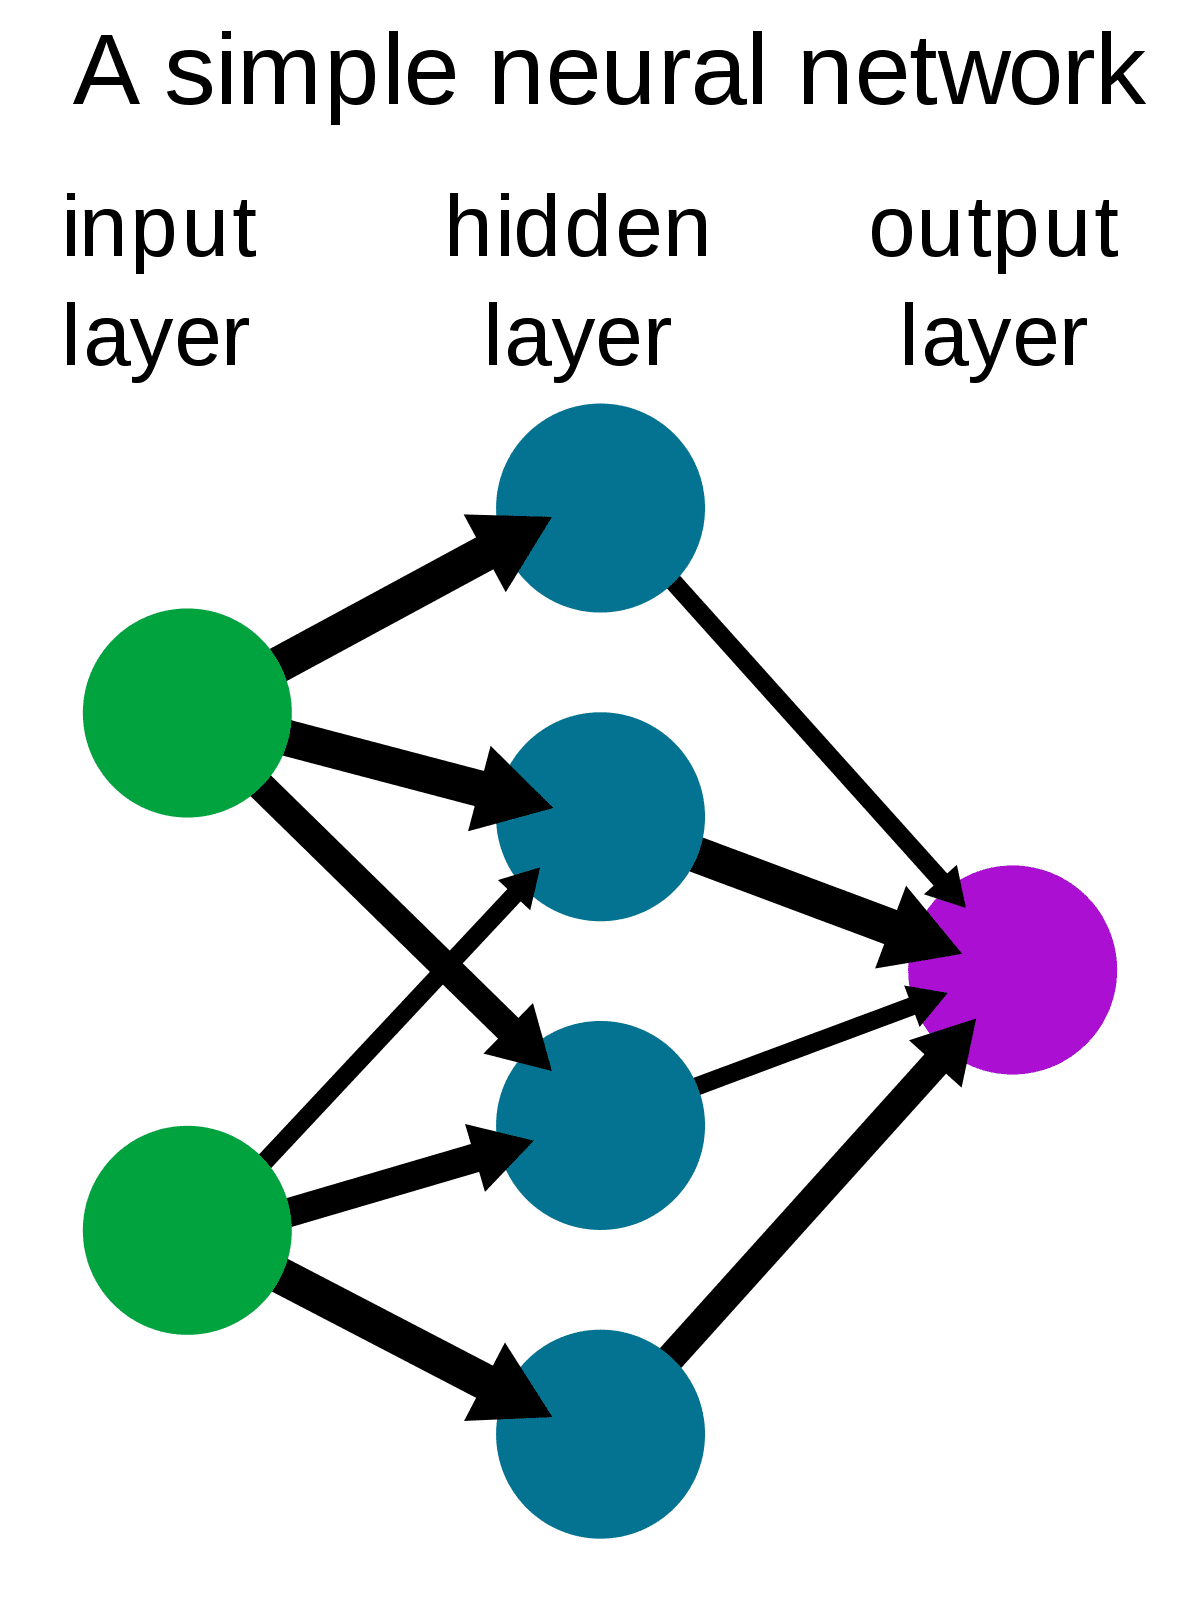 A simple neural network
input
layer
hidden
layer
output
layer